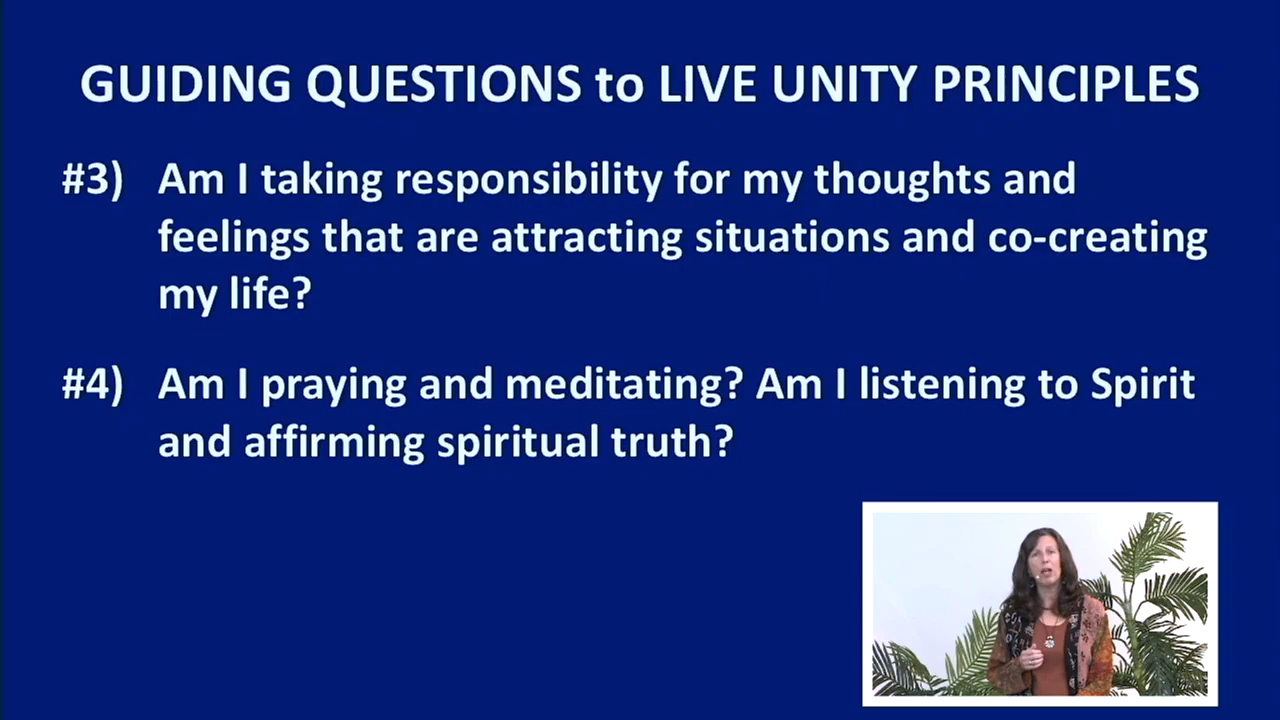 GUIDING QUESTIONS to LIVE UNITY PRINCIPLES
#3) Am I taking responsibility for my thoughts and
feelings that are attracting situations and co-creating
my life?
#4) Am I praying and meditating? Am I listening to Spirit
and affirming spiritual truth?